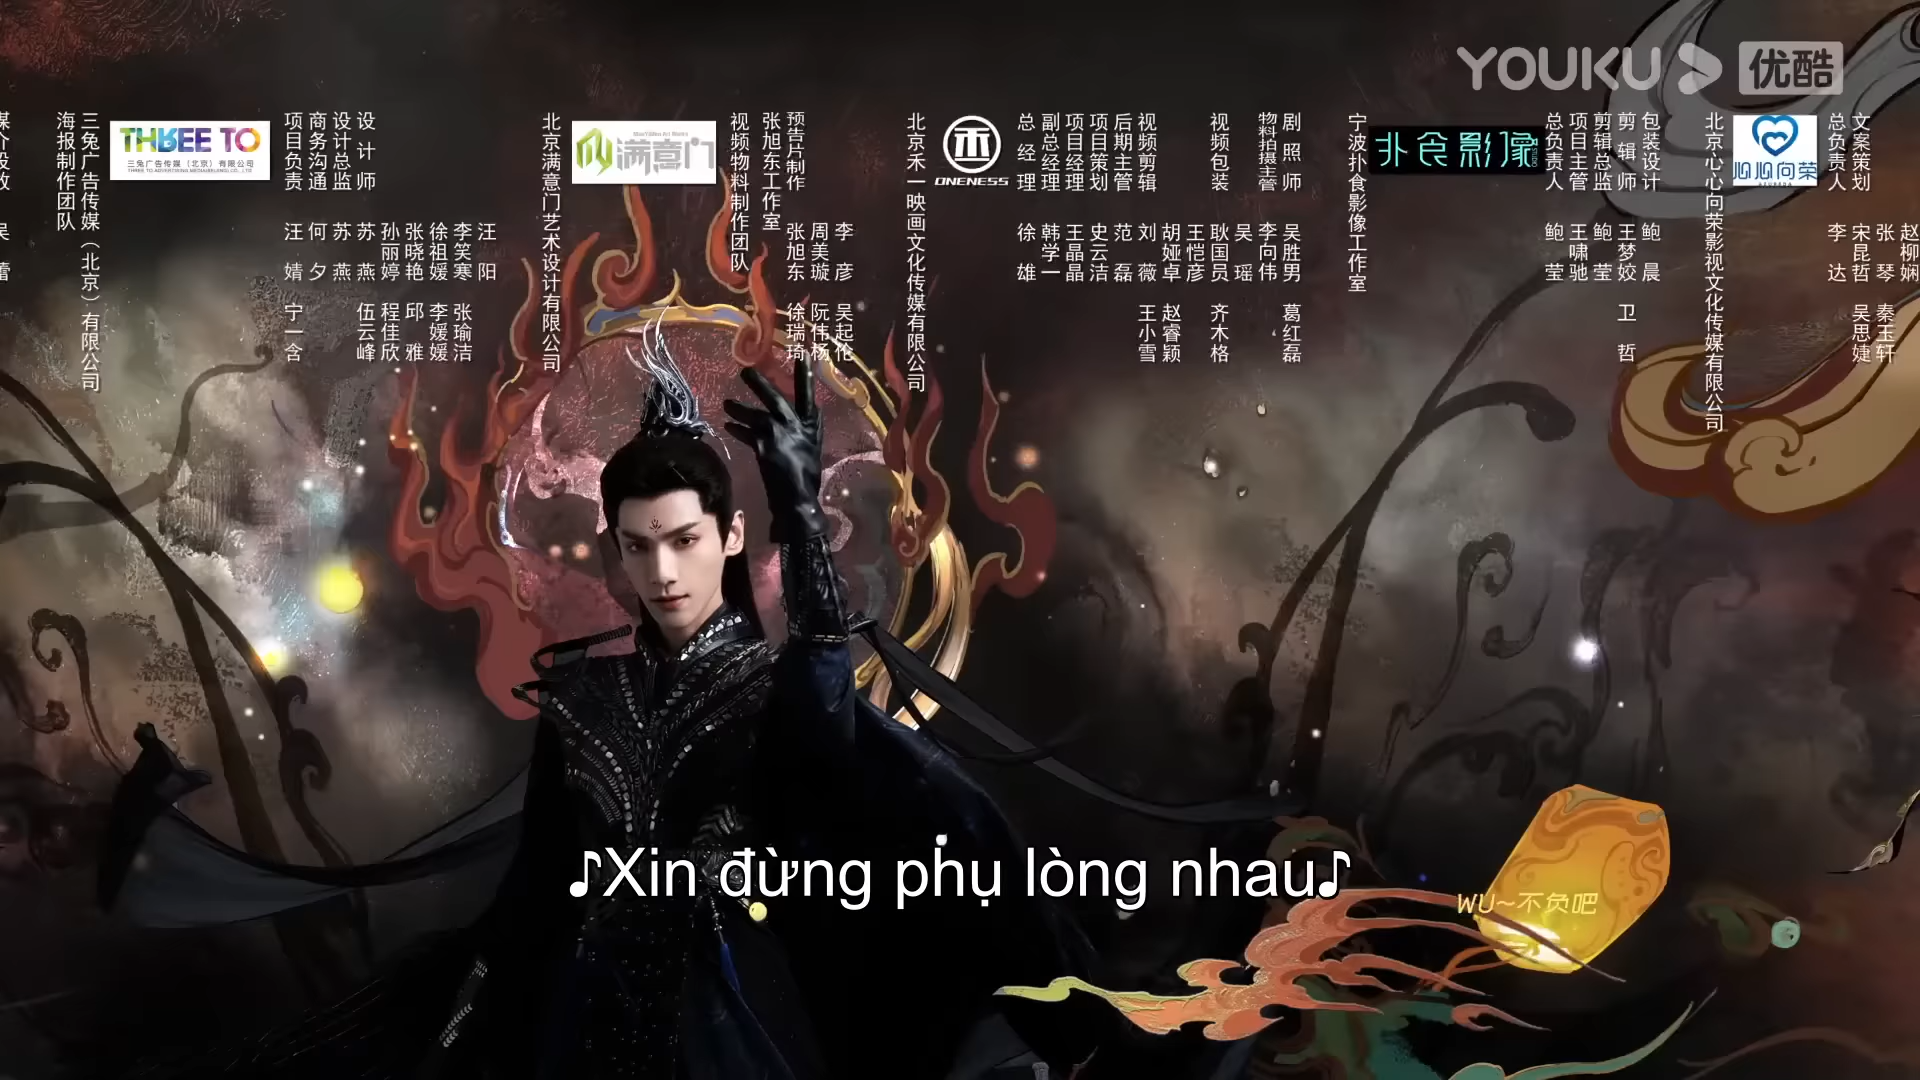 YOUKU 优酷
三兔广告传媒（北京）有限公司
海报制作团队
THREE TO
三兔广告传媒（北京）有限公司
设计师
设计总监
商务沟通
项目负责
汪阳
李笑寒 张瑜洁
徐祖媛 李媛媛
张晓艳 邱雅
孙丽婷 程佳欣
苏燕 伍云峰
苏燕
何夕
汪婧 宁一含
北京满意门艺术设计有限公司
满意门
视频物料制作团队
预告片制作
张旭东工作室
李彦 吴起伦
周美璇 阮伟杨
张旭东 徐瑞琦
北京禾一映画文化传媒有限公司
ONENESS
总经理 徐雄
副总经理 韩学一
项目经理 王晶晶
项目策划 史云洁
后期主管 范磊
视频剪辑 刘薇 王小雪
胡娅卓 赵睿颖
王恺彦
视频包装 耿国员 齐木格
吴瑶
物料拍摄主管 李向伟
剧照师 吴胜男 葛红磊
宁波扑食影像工作室
扑食影像
总负责人 鲍莹
项目主管 王啸驰
剪辑总监 鲍莹
剪辑师 王梦姣 卫哲
包装设计 鲍晨
北京心心向荣影视文化传媒有限公司
心心向荣
总负责人 李达
文案策划 宋昆哲 吴思婕
张琴 秦玉轩
赵柳娴
♪Xin đừng phụ lòng nhau♪
WU~不负吧